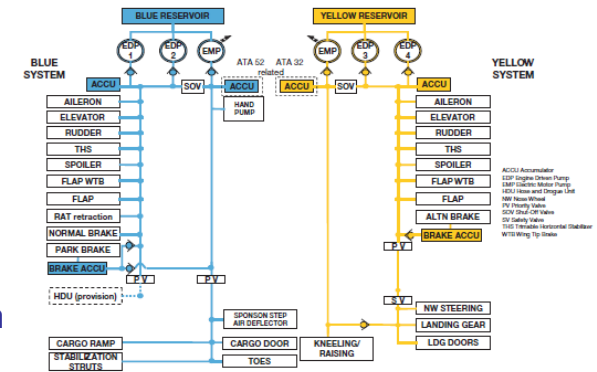 BLUE RESERVOIR
YELLOW RESERVOIR
EDP 1
EDP 2
EMP
EMP
EDP 3
EDP 4
BLUE SYSTEM
ATA 52 related
ATA 32
YELLOW SYSTEM
ACCU
SOV
ACCU
ACCU
SOV
ACCU
HAND PUMP
AILERON
ELEVATOR
RUDDER
THS
SPOILER
FLAP WTB
FLAP
RAT retraction
NORMAL BRAKE
PARK BRAKE
BRAKE ACCU
P V
P V
HDU (provision)
AILERON
ELEVATOR
RUDDER
THS
SPOILER
FLAP WTB
FLAP
ALTN BRAKE
BRAKE ACCU
P V
S V
ACCU Accumulator
EDP Engine Driven Pump
EMP Electric Motor Pump
HDU Hose and Drogue Unit
NW Nose Wheel
PV Priority Valve
SOV Shut-Off Valve
SV Safety Valve
THS Trimable Horizontal Stabilizer
WTB Wing Tip Brake
SPONSON STEP
AIR DEFLECTOR
CARGO RAMP
STABILIZATION
STRUTS
CARGO DOOR
TOES
KNEELING/
RAISING
NW STEERING
LANDING GEAR
LDG DOORS